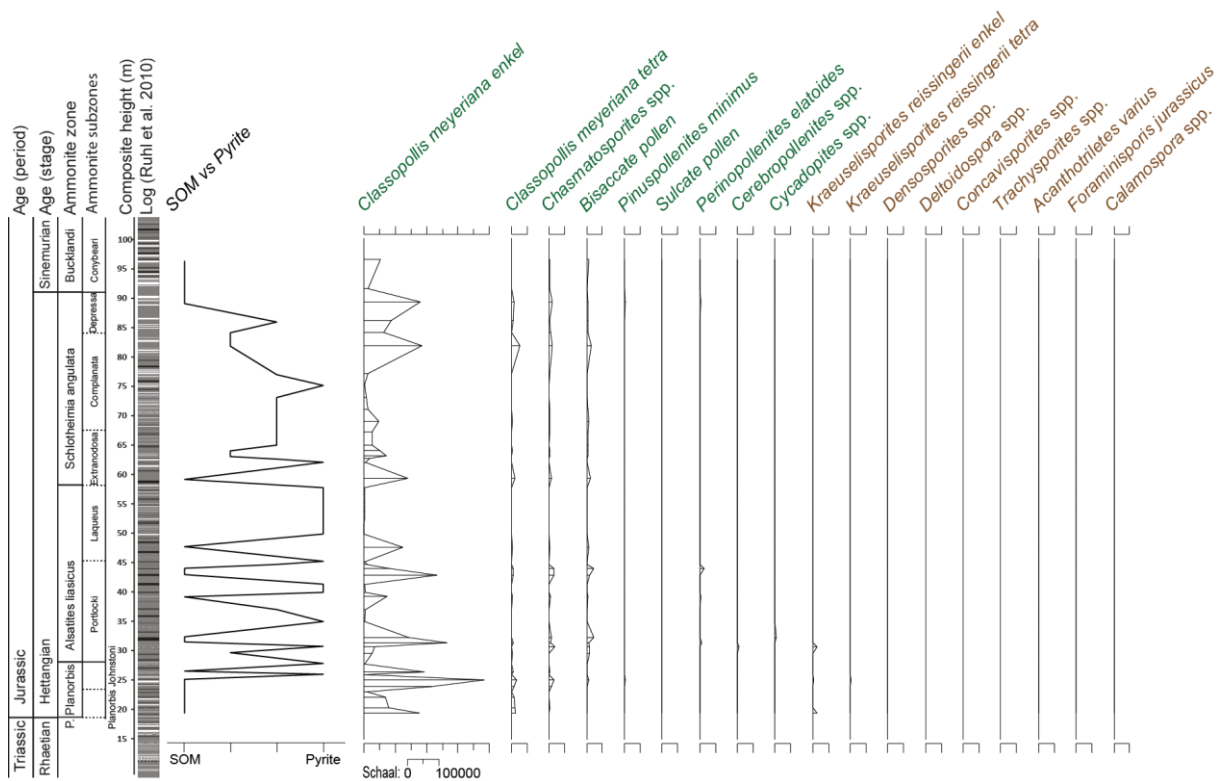 Age (period)
Age (stage)
Ammonite zone
Ammonite subzones
Composite height (m)
Log (Ruhl et al. 2010)
SOM vs Pyrite
Classopollis meyeriana enkel
Classopollis meyeriana tetra
Chasmatosporites spp.
Bisaccate pollen
Pinuspollenites minimus
Sulcate pollen
Perinopollenites elatoides
Cerebropollenites spp.
Cycadopites spp.
Kraeuselisporites reissingerii enkel
Kraeuselisporites reissingerii tetra
Densosporites spp.
Deltoidospora spp.
Concavisporites spp.
Trachysporites spp.
Acanthotriletes varius
Foraminisporis jurassicus
Calamospora spp.
Triassic
Jurassic
Rhaetian
Hettangian
Sinemurian
P.
Planorbis
Alsatites liasicus
Schlotheimia angulata
Bucklandi
Planorbis
Johnstoni
Portlocki
Laqueus
Extranodosa
Complanata
Depressa
Conybeari
100
95
90
85
80
75
70
65
60
55
50
45
40
35
30
25
20
15
SOM
Pyrite
Schaal: 0 100000